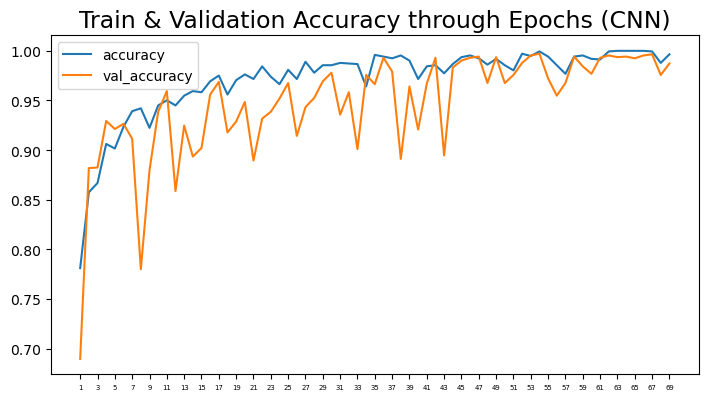 Train & Validation Accuracy through Epochs (CNN)
accuracy
val_accuracy
1.00
0.95
0.90
0.85
0.80
0.75
0.70
1 3 5 7 9 11 13 15 17 19 21 23 25 27 29 31 33 35 37 39 41 43 45 47 49 51 53 55 57 59 61 63 65 67 69